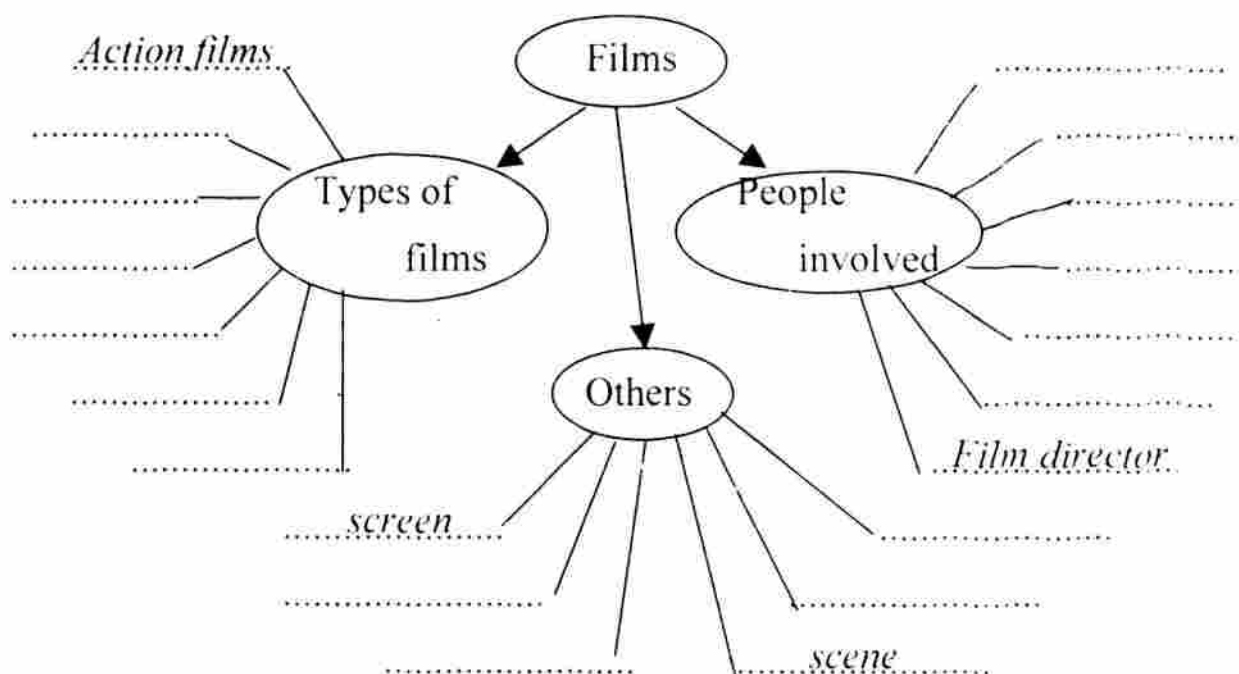 Films
Action films
Types of
films
People
involved
Others
Film director
screen
scene